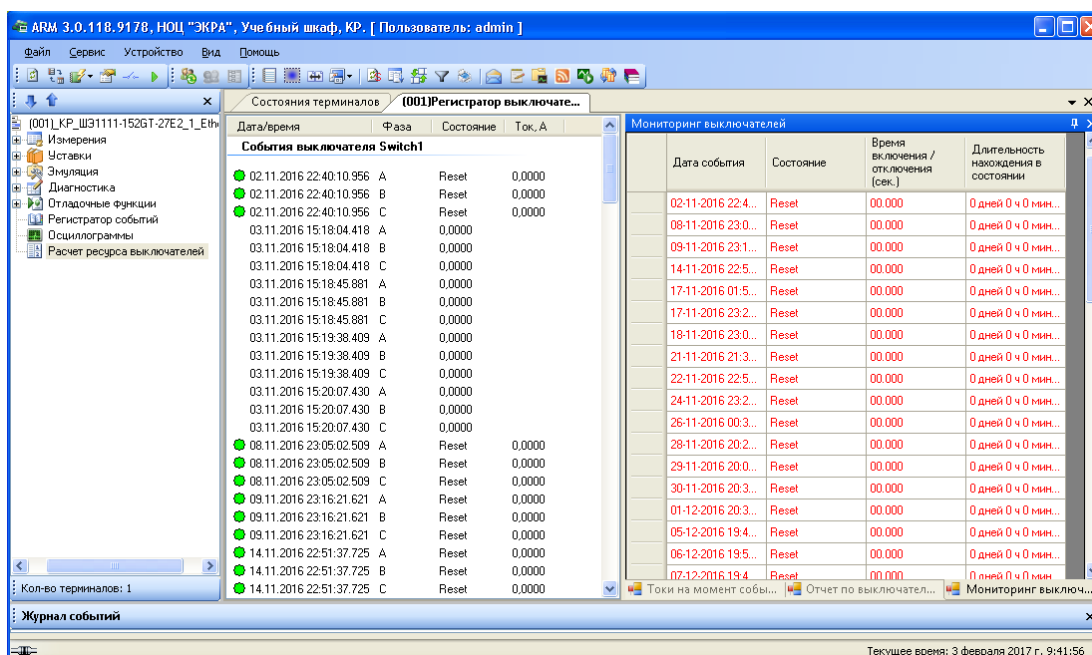 ARM 3.0.118.9178, НОЦ "ЭКРА", Учебный шкаф, КР. [ Пользователь: admin ]
Файл Сервис Устройство Вид Помощь
Состояния терминалов (001)Регистратор выключате...
(001)_КР_ШЭ1111-152GT-27E2_1_Eth
Измерения
Уставки
Эмуляция
Диагностика
Отладочные функции
Регистратор событий
Осциллограммы
Расчет ресурса выключателей
Кол-во терминалов: 1
Дата/время Фаза Состояние Ток, А
События выключателя Switch1
02.11.2016 22:40:10.956 A Reset 0,0000
02.11.2016 22:40:10.956 B Reset 0,0000
02.11.2016 22:40:10.956 C Reset 0,0000
03.11.2016 15:18:04.418 A 0,0000
03.11.2016 15:18:04.418 B 0,0000
03.11.2016 15:18:04.418 C 0,0000
03.11.2016 15:18:45.881 A 0,0000
03.11.2016 15:18:45.881 B 0,0000
03.11.2016 15:18:45.881 C 0,0000
03.11.2016 15:19:38.409 A 0,0000
03.11.2016 15:19:38.409 B 0,0000
03.11.2016 15:19:38.409 C 0,0000
03.11.2016 15:20:07.430 A 0,0000
03.11.2016 15:20:07.430 B 0,0000
03.11.2016 15:20:07.430 C 0,0000
08.11.2016 23:05:02.509 A Reset 0,0000
08.11.2016 23:05:02.509 B Reset 0,0000
08.11.2016 23:05:02.509 C Reset 0,0000
09.11.2016 23:16:21.621 A Reset 0,0000
09.11.2016 23:16:21.621 B Reset 0,0000
09.11.2016 23:16:21.621 C Reset 0,0000
14.11.2016 22:51:37.725 A Reset 0,0000
14.11.2016 22:51:37.725 B Reset 0,0000
14.11.2016 22:51:37.725 C Reset 0,0000
Мониторинг выключателей
Дата события Состояние Время включения / отключения (сек.) Длительность нахождения в состоянии
02-11-2016 22:4... Reset 00.000 0 дней 0 ч 0 мин...
08-11-2016 23:0... Reset 00.000 0 дней 0 ч 0 мин...
09-11-2016 23:1... Reset 00.000 0 дней 0 ч 0 мин...
14-11-2016 22:5... Reset 00.000 0 дней 0 ч 0 мин...
17-11-2016 01:5... Reset 00.000 0 дней 0 ч 0 мин...
17-11-2016 23:2... Reset 00.000 0 дней 0 ч 0 мин...
18-11-2016 23:0... Reset 00.000 0 дней 0 ч 0 мин...
21-11-2016 21:3... Reset 00.000 0 дней 0 ч 0 мин...
22-11-2016 22:5... Reset 00.000 0 дней 0 ч 0 мин...
24-11-2016 23:2... Reset 00.000 0 дней 0 ч 0 мин...
26-11-2016 00:3... Reset 00.000 0 дней 0 ч 0 мин...
28-11-2016 20:2... Reset 00.000 0 дней 0 ч 0 мин...
29-11-2016 20:0... Reset 00.000 0 дней 0 ч 0 мин...
30-11-2016 20:3... Reset 00.000 0 дней 0 ч 0 мин...
01-12-2016 20:3... Reset 00.000 0 дней 0 ч 0 мин...
05-12-2016 19:4... Reset 00.000 0 дней 0 ч 0 мин...
06-12-2016 19:5... Reset 00.000 0 дней 0 ч 0 мин...
07-12-2016 19:4 Reset 00.000 0 дней 0 ч 0 мин
Токи на момент собы... Отчет по выключател... Мониторинг выключ...
Журнал событий
Текущее время: 3 февраля 2017 г. 9:41:56